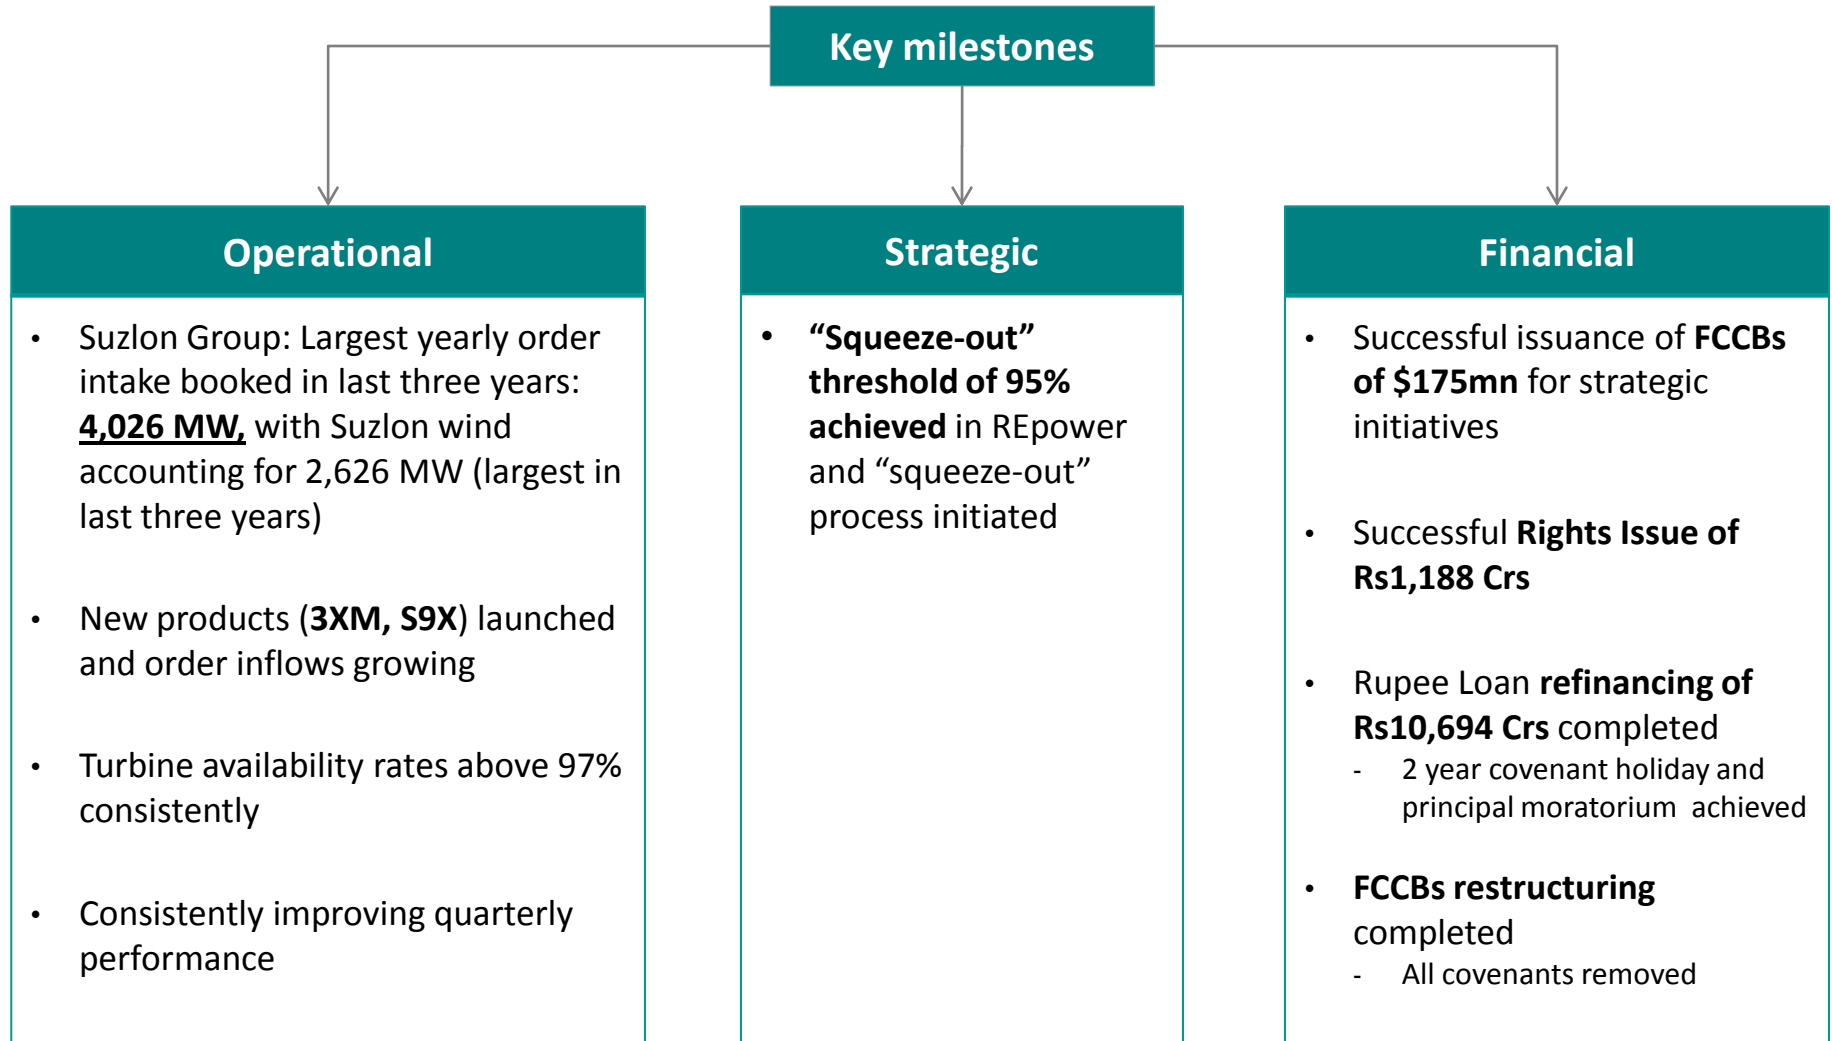 Key milestones
Operational
• Suzlon Group: Largest yearly order
intake booked in last three years:
4,026 MW, with Suzlon wind
accounting for 2,626 MW (largest in
last three years)
• New products (3XM, S9X) launched
and order inflows growing
• Turbine availability rates above 97%
consistently
• Consistently improving quarterly
performance
Strategic
• “Squeeze-out”
threshold of 95%
achieved in REpower
and “squeeze-out”
process initiated
Financial
• Successful issuance of FCCBs
of $175mn for strategic
initiatives
• Successful Rights Issue of
Rs1,188 Crs
• Rupee Loan refinancing of
Rs10,694 Crs completed
- 2 year covenant holiday and
principal moratorium achieved
• FCCBs restructuring
completed
- All covenants removed